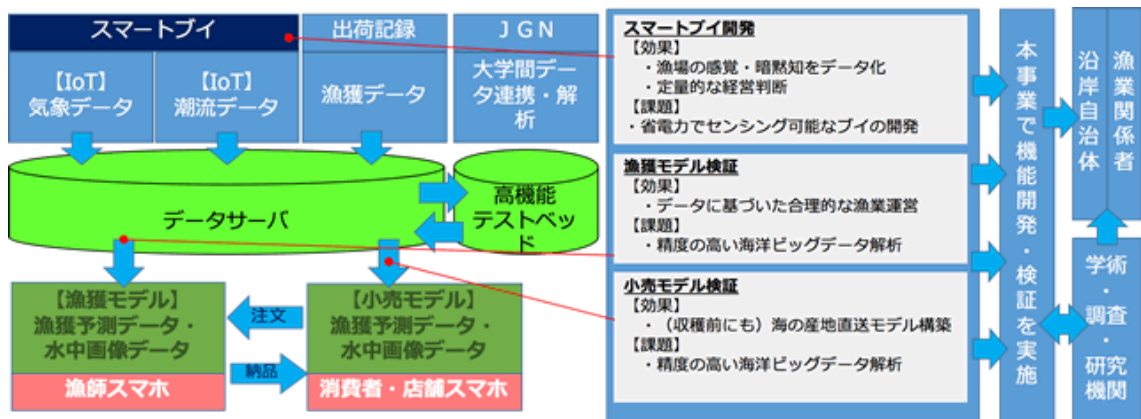 スマートブイ
出荷記録
JGN
【IoT】
気象データ
【IoT】
潮流データ
漁獲データ
大学間デー
タ連携・解
析
データサーバ
高機能
テストベッ
ド
【漁獲モデル】
漁獲予測データ・
水中画像データ
漁師スマホ
注文
納品
【小売モデル】
漁獲予測データ・
水中画像データ
消費者・店舗スマホ
スマートブイ開発
【効果】
・漁場の感覚・暗黙知をデータ化
・定量的な経営判断
【課題】
・省電力でセンシング可能なブイの開発
漁獲モデル検証
【効果】
・データに基づいた合理的な漁業運営
【課題】
・精度の高い海洋ビッグデータ解析
小売モデル検証
【効果】
・（収穫前にも）海の産地直送モデル構築
【課題】
・精度の高い海洋ビッグデータ解析
本事業で機能開発・検証を実施
漁業関係者
沿岸自治体
学術
・
調査
・
研究
機関